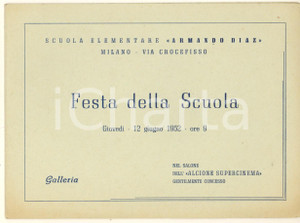 SCUOLA ELEMENTARE «ARMANDO DIAZ»
MILANO - VIA CROCEFISSO
Festa della Scuola
Giovedì - 12 giugno 1952 - ore 9
Galleria
NEL SALONE
DELL' «ALCIONE SUPERCINEMA»
GENTILMENTE CONCESSO
iCharta